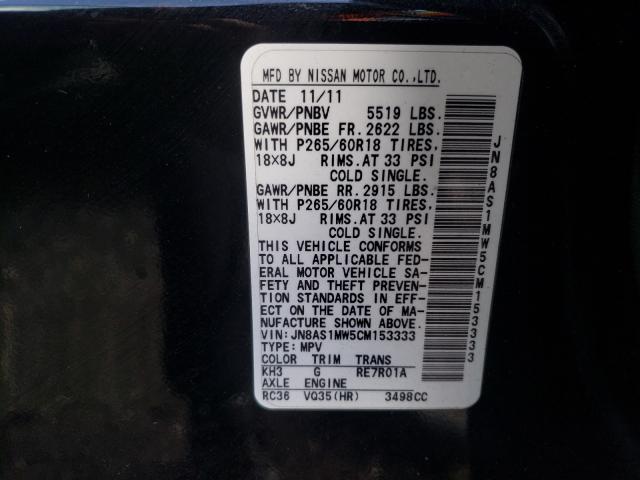 MFD BY NISSAN MOTOR CO.,LTD.
DATE 11/11
GVWR/PNBV 5519 LBS.
GAWR/PNBE FR. 2622 LBS.
WITH P265/60R18 TIRES.
18×8J RIMS. AT 33 PSI
COLD SINGLE.
GAWR/PNBE RR. 2915 LBS.
WITH P265/60R18 TIRES.
18×8J RIMS. AT 33 PSI
COLD SINGLE.
THIS VEHICLE CONFORMS
TO ALL APPLICABLE FED-
ERAL MOTOR VEHICLE SA-
FETY AND THEFT PREVEN-
TION STANDARDS IN EFF-
ECT ON THE DATE OF MA-
NUFACTURE SHOWN ABOVE.
VIN: JN8AS1MW5CM153333
TYPE: MPV
COLOR TRIM TRANS
KH3 G RE7R01A
AXLE ENGINE
RC36 VQ35(HR) 3498CC
JN8AS1MW5CM153333